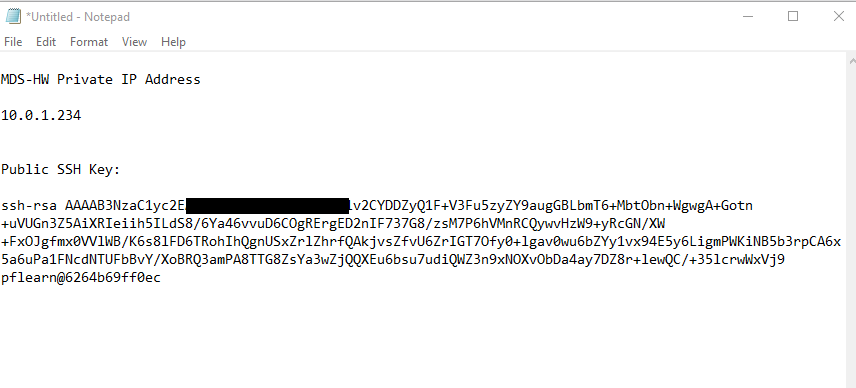 *Untitled - Notepad
File Edit Format View Help
MDS-HW Private IP Address
10.0.1.234
Public SSH Key:
ssh-rsa AAAAB3NzaC1yc2E lv2CYDDZyQ1F+V3Fu5zyZY9augGBLbmT6+MbtObn+WgwgA+Gotn
+uVUGn3Z5AiXRIeiih5ILdS8/6Ya46vvuD6COgRErgED2nIF737G8/zsM7P6hVMnRCQywvHzW9+yRcGN/XW
+FxOJgfmx0VVlWB/K6s8lFD6TRohIhQgnUSxZrlZhrfQAkjvsZfvU6ZrIGT7Ofy0+lgav0wu6bZYy1vx94E5y6LigmPWKiNB5b3rpCA6x
5a6uPa1FNcdNTUFbBvY/XoBRQ3amPA8TTG8ZsYa3wZjQQXEu6bsu7udiQWZ3n9xNOXvObDa4ay7DZ8r+lewQC/+35lcrwWxVj9
pflearn@6264b69ff0ec